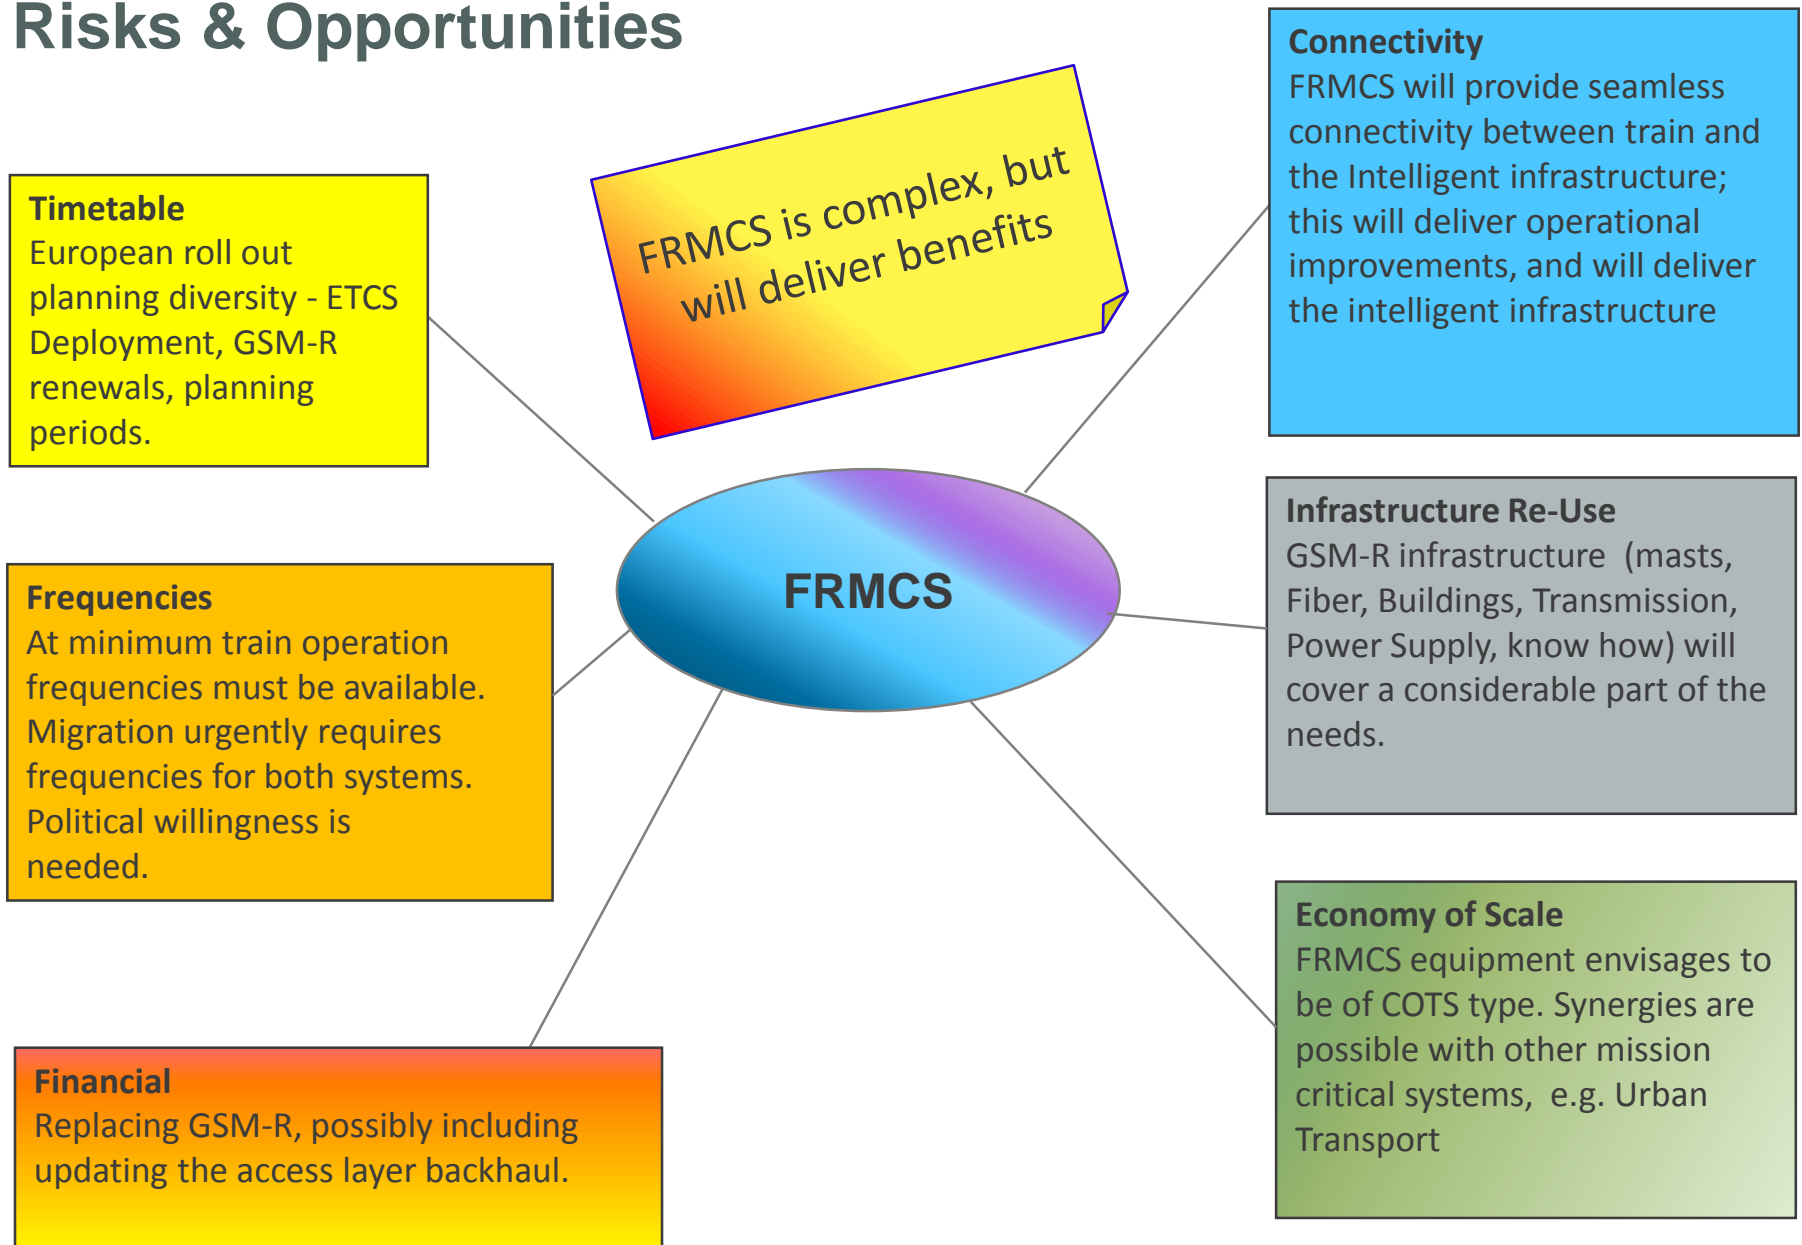 Risks & Opportunities
FRMCS is complex, but
will deliver benefits
Timetable
European roll out
planning diversity - ETCS
Deployment, GSM-R
renewals, planning
periods.
Frequencies
At minimum train operation
frequencies must be available.
Migration urgently requires
frequencies for both systems.
Political willingness is
needed.
Financial
Replacing GSM-R, possibly including
updating the access layer backhaul.
FRMCS
Connectivity
FRMCS will provide seamless
connectivity between train and
the Intelligent infrastructure;
this will deliver operational
improvements, and will deliver
the intelligent infrastructure
Infrastructure Re-Use
GSM-R infrastructure  (masts,
Fiber, Buildings, Transmission,
Power Supply, know how) will
cover a considerable part of the
needs.
Economy of Scale
FRMCS equipment envisages to
be of COTS type. Synergies are
possible with other mission
critical systems,  e.g. Urban
Transport